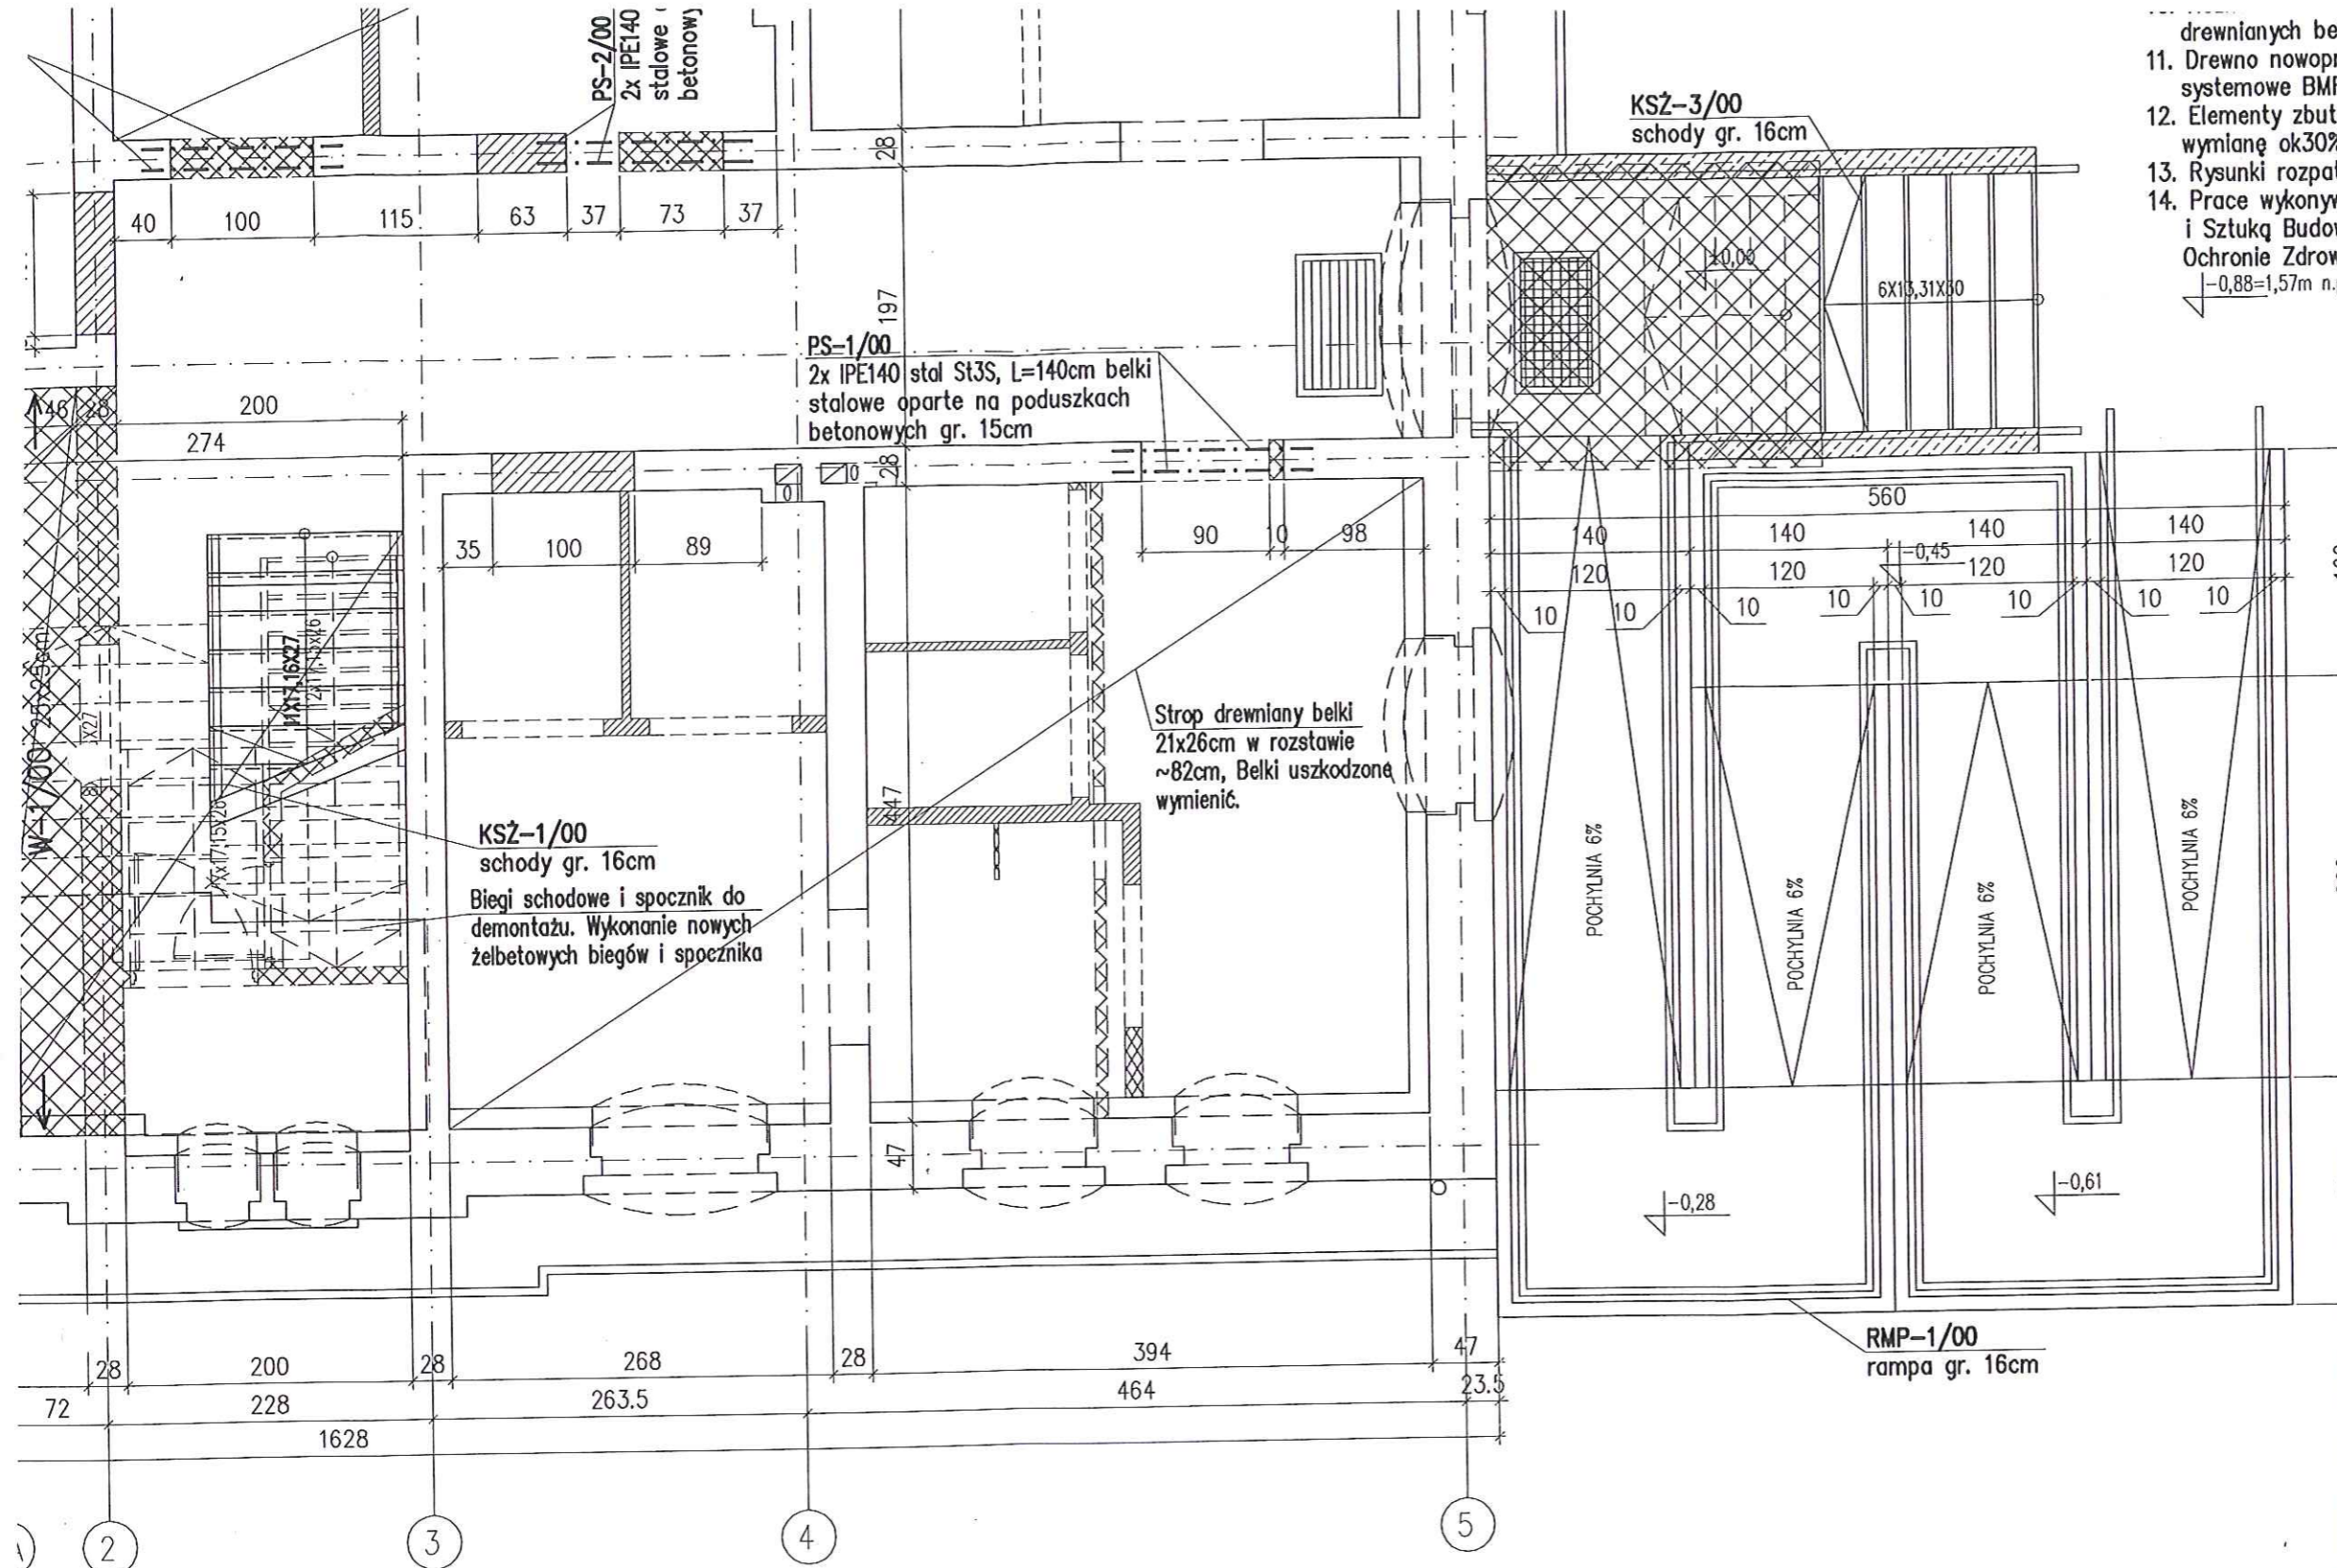 PS-2/00
2x IPE140
stalowe
betonowy
KSŻ-3/00
schody gr. 16cm
drewnianych be
11. Drewno nowopr
systemowe BMF
12. Elementy zbut
wymianę ok30%
13. Rysunki rozpat
14. Prace wykonyw
i Sztuką Budow
Ochronie Zdrow
-0,88=1,57m n.
28
40
100
115
63
37
73
37
±0,00
6X13,31X30
197
PS-1/00
2x IPE140 stal St3S, L=140cm belki
stalowe oparte na poduszkach
betonowych gr. 15cm
46
28
200
274
28
0
0
35
100
89
90
10
98
560
140
140
140
140
-0,45
120
120
120
120
10
10
10
10
10
10
10
10
11X17,16X27
X27
W-1/00 25x25cm
8
Strop drewniany belki
21x26cm w rozstawie
~82cm, Belki uszkodzone
wymienić.
447
KSŻ-1/00
schody gr. 16cm
Biegi schodowe i spocznik do
demontażu. Wykonanie nowych
żelbetowych biegów i spocznika
POCHYLNIA 6%
POCHYLNIA 6%
POCHYLNIA 6%
POCHYLNIA 6%
47
-0,28
-0,61
RMP-1/00
rampa gr. 16cm
28
200
28
268
28
394
47
72
228
263.5
464
23.5
1628
2
3
4
5